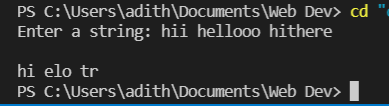 PS C:\Users\adith\Documents\Web Dev> cd "
Enter a string: hii hellooo hithere
hi elo tr
PS C:\Users\adith\Documents\Web Dev>